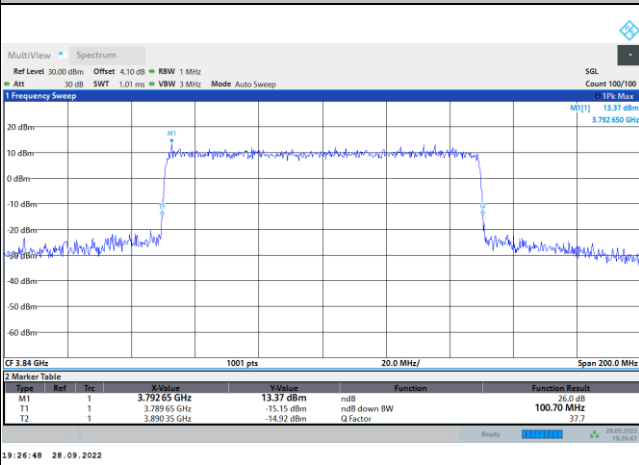 MultiView Spectrum
Ref Level 30.00 dBm Offset 4.10 dB RBW 1 MHz SGL
Att 30 dB SWT 1.01 ms VBW 3 MHz Mode Auto Sweep Count 100/100
1 Frequency Sweep 1Pk Max
M1[1] 13.37 dBm
3.792 650 GHz
20 dBm
M1
10 dBm
0 dBm
-10 dBm
T1 T2
-20 dBm
-30 dBm
-40 dBm
-50 dBm
-60 dBm
CF 3.84 GHz 1001 pts 20.0 MHz/ Span 200.0 MHz
2 Marker Table
Type Ref Trc X-Value Y-Value Function Function Result
M1 1 3.792 65 GHz 13.37 dBm ndB 26.0 dB
T1 1 3.789 65 GHz -15.15 dBm ndB down BW 100.70 MHz
T2 1 3.890 35 GHz -14.92 dBm Q Factor 37.7
Ready 28.09.2022
19:26:47
19:26:48 28.09.2022